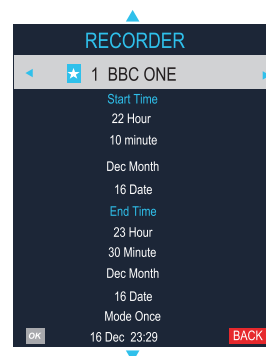 RECORDER
1 BBC ONE
Start Time
22 Hour
10 minute
Dec Month
16 Date
End Time
23 Hour
30 Minute
Dec Month
16 Date
Mode Once
OK 16 Dec 23:29 BACK